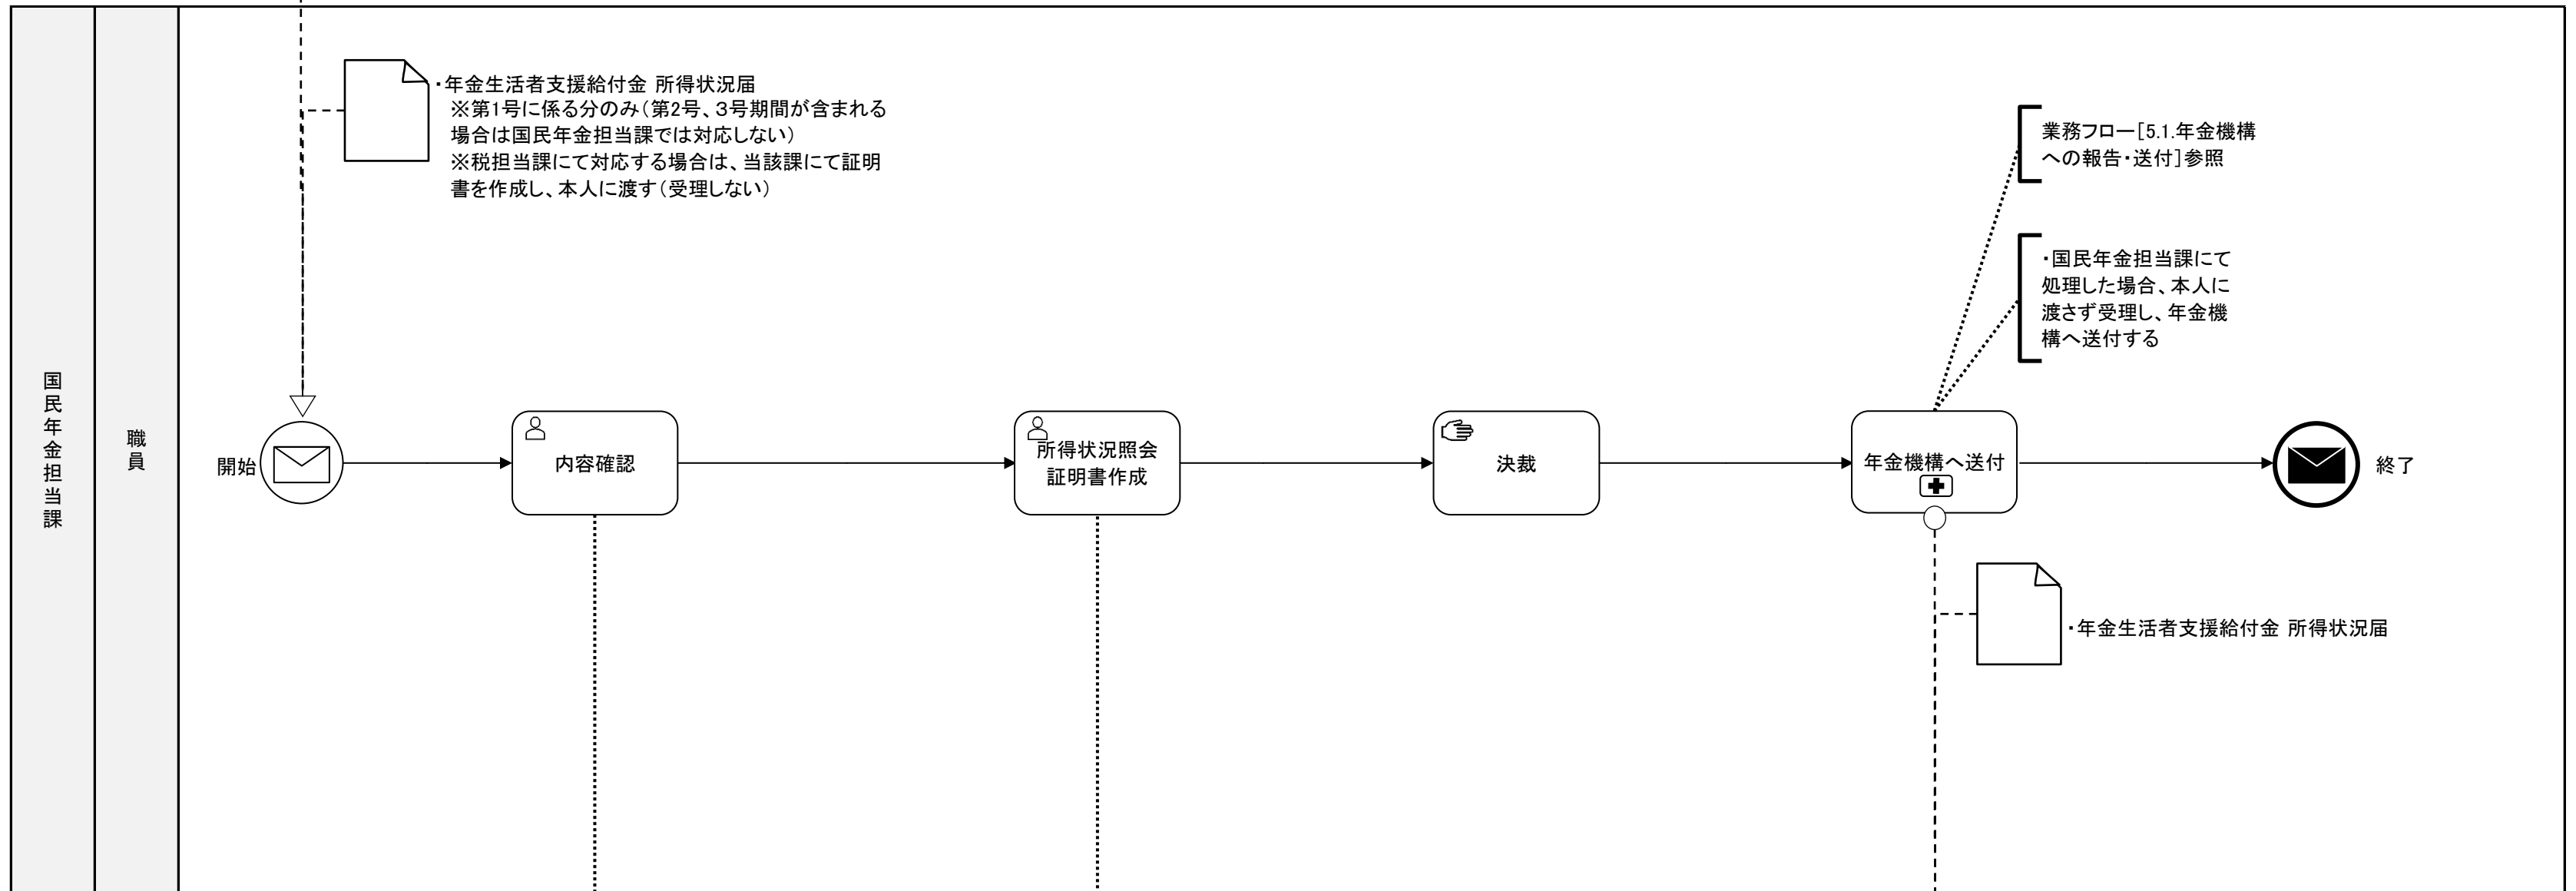 国民年金担当課
職員
・年金生活者支援給付金 所得状況届
※第1号に係る分のみ（第2号、3号期間が含まれる
場合は国民年金担当課では対応しない）
※税担当課にて対応する場合は、当該課にて証明
書を作成し、本人に渡す（受理しない）
業務フロー[5.1.年金機構
への報告・送付]参照
・国民年金担当課にて
処理した場合、本人に
渡さず受理し、年金機
構へ送付する
開始
内容確認
所得状況照会
証明書作成
決裁
年金機構へ送付
終了
・年金生活者支援給付金 所得状況届